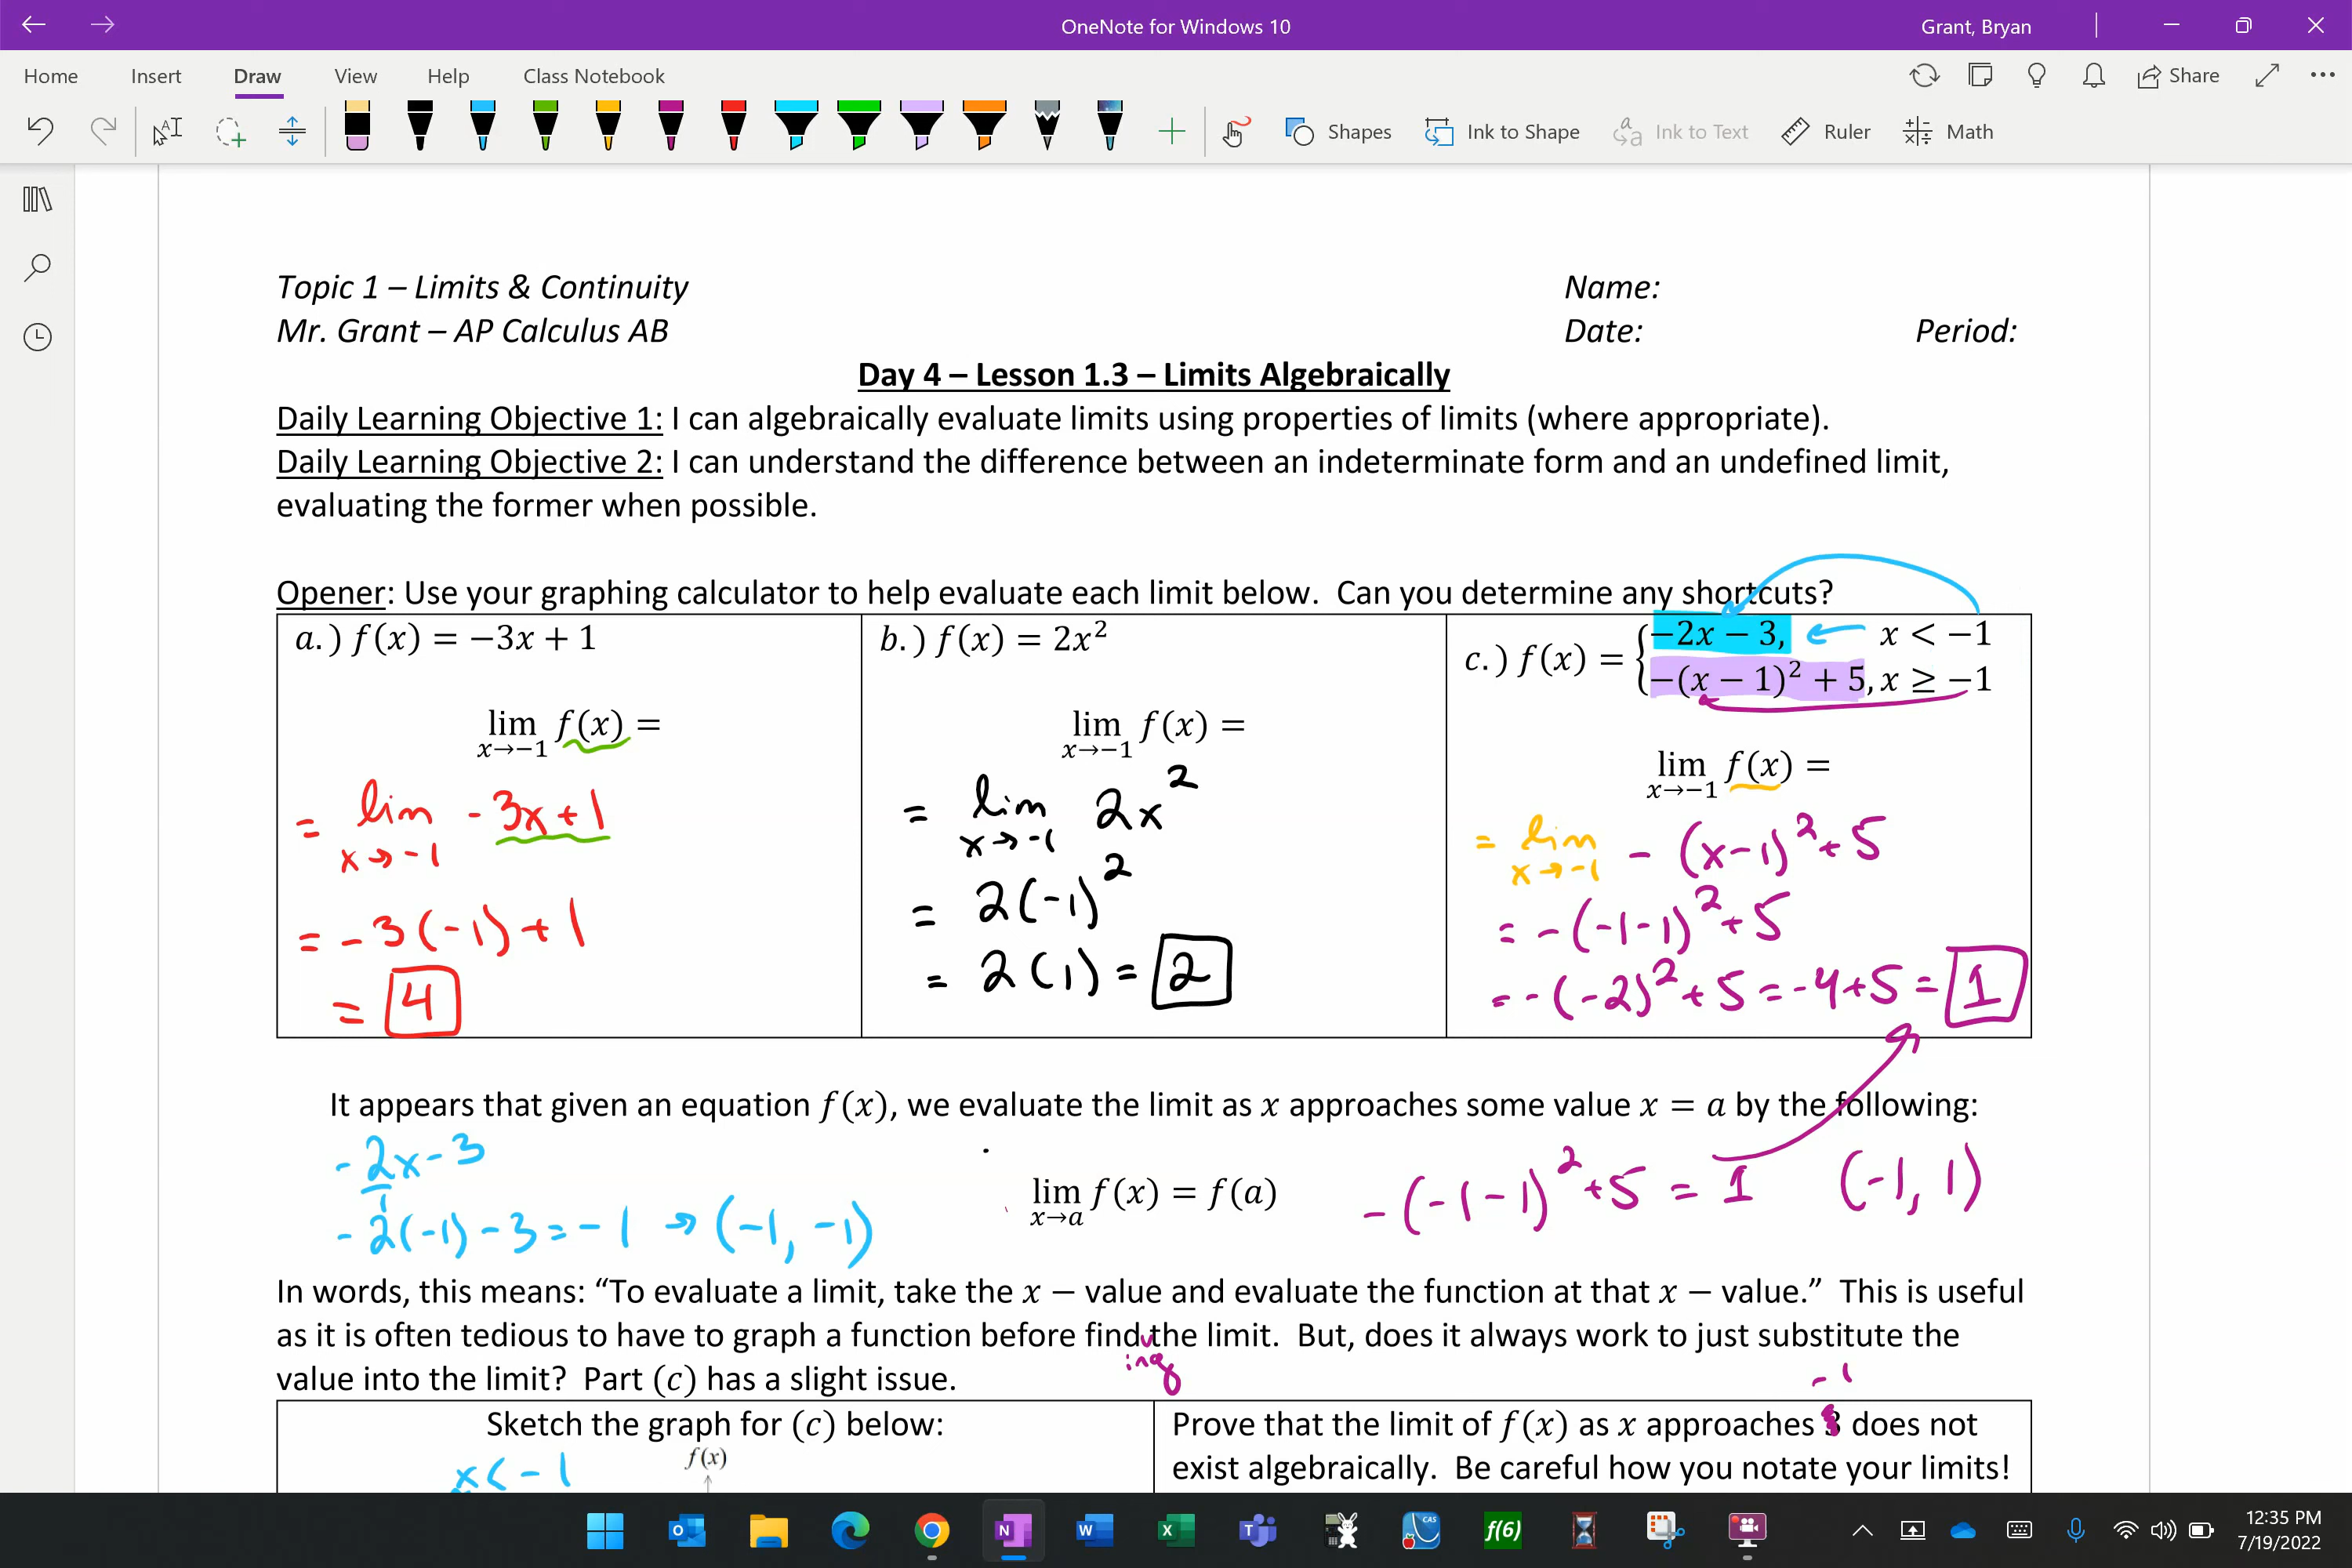 OneNote for Windows 10
Grant, Bryan
Home Insert Draw View Help Class Notebook
Share
Shapes Ink to Shape Ink to Text Ruler Math
Topic 1 – Limits & Continuity Name:
Mr. Grant – AP Calculus AB Date: Period:
Day 4 – Lesson 1.3 – Limits Algebraically
Daily Learning Objective 1: I can algebraically evaluate limits using properties of limits (where appropriate).
Daily Learning Objective 2: I can understand the difference between an indeterminate form and an undefined limit,
evaluating the former when possible.
Opener: Use your graphing calculator to help evaluate each limit below. Can you determine any shortcuts?
a.) f(x) = −3x + 1
lim f(x) =
x→−1
= lim -3x+1
x→-1
= -3(-1)+1
= 4
b.) f(x) = 2x²
lim f(x) =
x→−1
= lim 2x²
x→-1
= 2(-1)²
= 2(1) = 2
c.) f(x) = {−2x − 3, x < −1
−(x − 1)² + 5, x ≥ −1
lim f(x) =
x→−1
= lim -(x-1)²+5
x→-1
= -(-1-1)²+5
= -(-2)²+5 = -4+5 = 1
It appears that given an equation f(x), we evaluate the limit as x approaches some value x = a by the following:
-2x-3
-2(-1)-3=-1 → (-1, -1)
lim f(x) = f(a)
x→a
-(-1-1)²+5 = 1 (-1, 1)
In words, this means: “To evaluate a limit, take the x − value and evaluate the function at that x − value.” This is useful
as it is often tedious to have to graph a function before find the limit. But, does it always work to just substitute the
ing
value into the limit? Part (c) has a slight issue.
-1
Sketch the graph for (c) below:
x<-1
f(x)
Prove that the limit of f(x) as x approaches 3 does not
exist algebraically. Be careful how you notate your limits!
CAS
f(6)
12:35 PM
7/19/2022